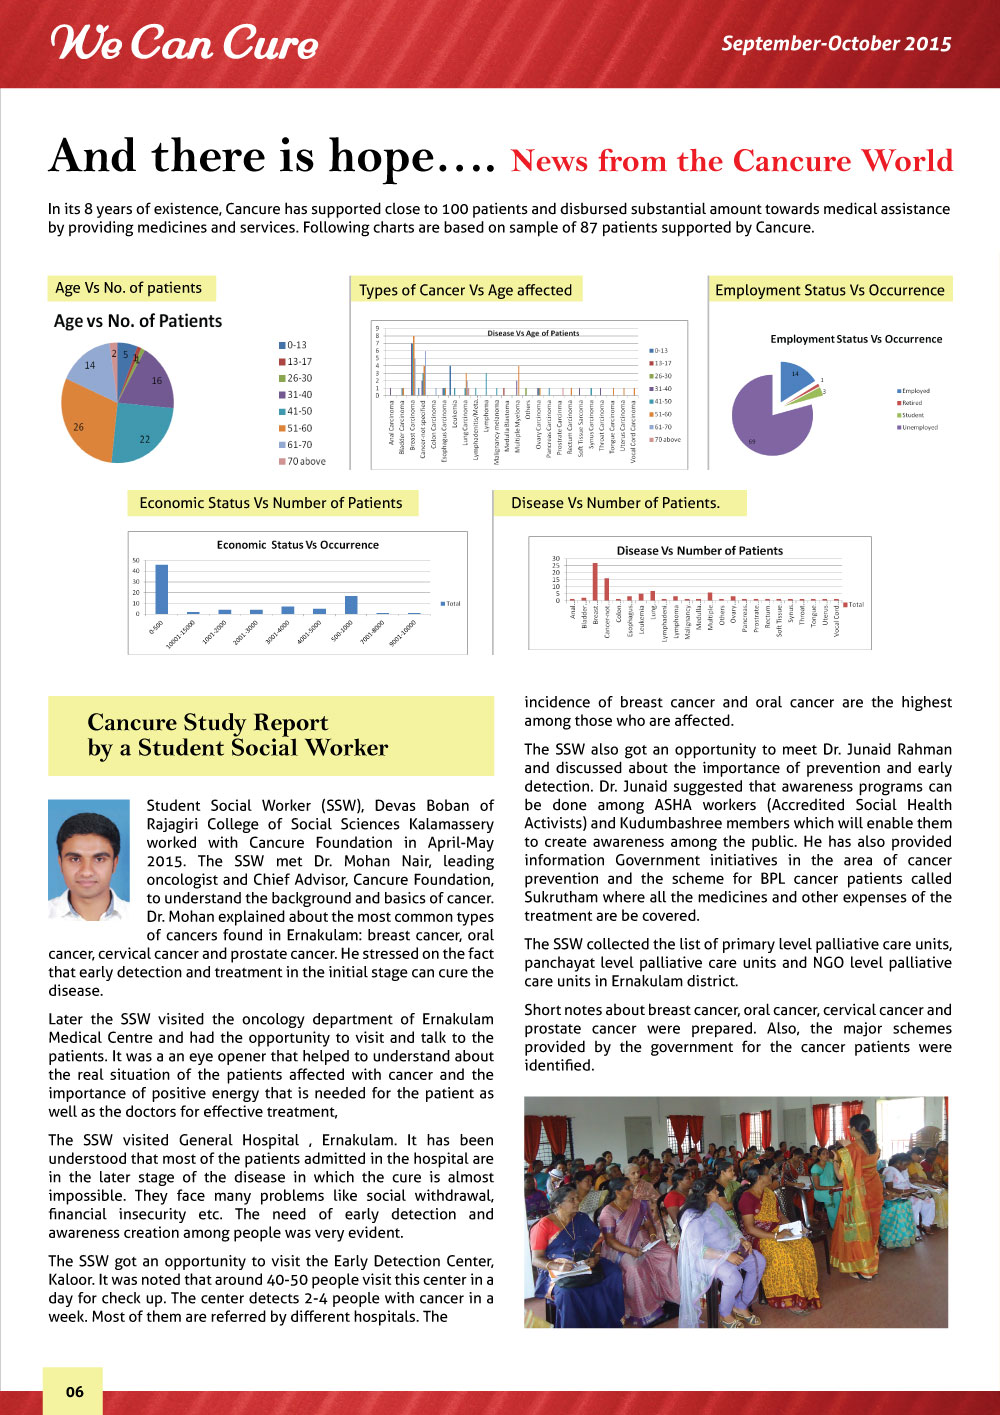 We Can Cure
September-October 2015
And there is hope.... News from the Cancure World
In its 8 years of existence, Cancure has supported close to 100 patients and disbursed substantial amount towards medical assistance
by providing medicines and services. Following charts are based on sample of 87 patients supported by Cancure.
Age Vs No. of patients
Age vs No. of Patients
2 5 1
16
22
26
14
0-13
13-17
26-30
31-40
41-50
51-60
61-70
70 above
Types of Cancer Vs Age affected
Disease Vs Age of Patients
9
8
7
6
5
4
3
2
1
0
Anal Carcinoma
Bladder Carcinoma
Breast Carcinoma
Cancer-not specified
Colon Carcinoma
Esophagus Carcinoma
Leukemia
Lung Carcinoma
Lymphadenitis/Meta..
Lymphoma
Malignancy melanoma
Medulla Blastoma
Multiple Myeloma
Others
Ovary Carcinoma
Pancreas Carcinoma
Prostrate Carcinima
Rectum Carcinoma
Soft Tissue Sarcoma
Synus Carcinoma
Throat Carcinoma
Tongue Carcinoma
Uterus Carcinoma
Vocal Cord Carcinoma
0-13
13-17
26-30
31-40
41-50
51-60
61-70
70 above
Employment Status Vs Occurrence
Employment Status Vs Occurrence
14
1
3
69
Employed
Retired
Student
Unemployed
Economic Status Vs Number of Patients
Economic Status Vs Occurrence
50
40
30
20
10
0
0-500
10001-15000
1001-2000
2001-3000
3001-4000
4001-5000
500-1000
7001-8000
9001-10000
Total
Disease Vs Number of Patients.
Disease Vs Number of Patients
30
25
20
15
10
5
0
Anal..
Bladder..
Breast..
Cancer-not..
Colon..
Esophagus..
Leukemia
Lung..
Lymphadeni..
Lymphoma
Malignancy..
Medulla..
Multiple..
Others
Ovary..
Pancreas..
Prostrate..
Rectum..
Soft Tissue..
Synus..
Throat..
Tongue..
Uterus..
Vocal Cord..
Total
Cancure Study Report
by a Student Social Worker
Student Social Worker (SSW), Devas Boban of
Rajagiri College of Social Sciences Kalamassery
worked with Cancure Foundation in April-May
2015. The SSW met Dr. Mohan Nair, leading
oncologist and Chief Advisor, Cancure Foundation,
to understand the background and basics of cancer.
Dr. Mohan explained about the most common types
of cancers found in Ernakulam: breast cancer, oral
cancer, cervical cancer and prostate cancer. He stressed on the fact
that early detection and treatment in the initial stage can cure the
disease.
Later the SSW visited the oncology department of Ernakulam
Medical Centre and had the opportunity to visit and talk to the
patients. It was a an eye opener that helped to understand about
the real situation of the patients affected with cancer and the
importance of positive energy that is needed for the patient as
well as the doctors for effective treatment,
The SSW visited General Hospital , Ernakulam. It has been
understood that most of the patients admitted in the hospital are
in the later stage of the disease in which the cure is almost
impossible. They face many problems like social withdrawal,
financial insecurity etc. The need of early detection and
awareness creation among people was very evident.
The SSW got an opportunity to visit the Early Detection Center,
Kaloor. It was noted that around 40-50 people visit this center in a
day for check up. The center detects 2-4 people with cancer in a
week. Most of them are referred by different hospitals. The
incidence of breast cancer and oral cancer are the highest
among those who are affected.
The SSW also got an opportunity to meet Dr. Junaid Rahman
and discussed about the importance of prevention and early
detection. Dr. Junaid suggested that awareness programs can
be done among ASHA workers (Accredited Social Health
Activists) and Kudumbashree members which will enable them
to create awareness among the public. He has also provided
information Government initiatives in the area of cancer
prevention and the scheme for BPL cancer patients called
Sukrutham where all the medicines and other expenses of the
treatment are be covered.
The SSW collected the list of primary level palliative care units,
panchayat level palliative care units and NGO level palliative
care units in Ernakulam district.
Short notes about breast cancer, oral cancer, cervical cancer and
prostate cancer were prepared. Also, the major schemes
provided by the government for the cancer patients were
identified.
06